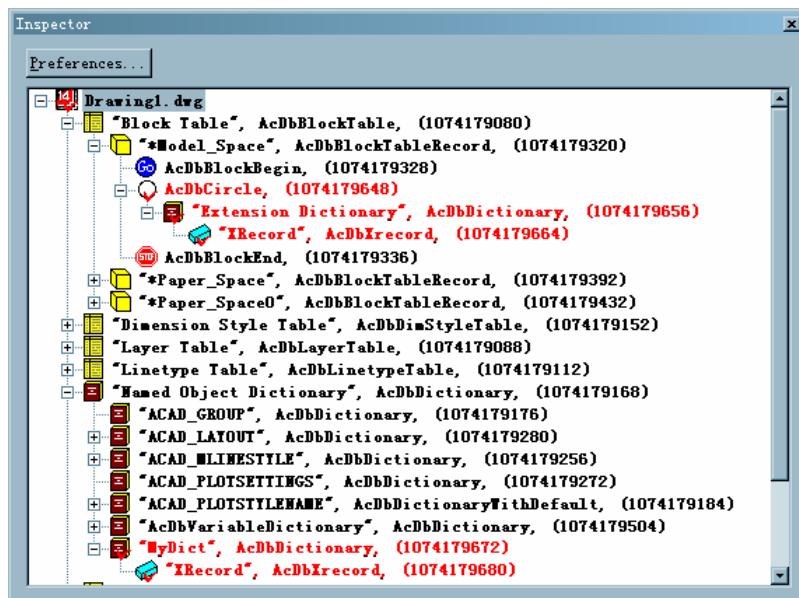 Inspector
Preferences...
Drawing1.dwg
"Block Table", AcDbBlockTable, (1074179080)
"*Model_Space", AcDbBlockTableRecord, (1074179320)
Go AcDbBlockBegin, (1074179328)
AcDbCircle, (1074179648)
"Extension Dictionary", AcDbDictionary, (1074179656)
"XRecord", AcDbXrecord, (1074179664)
STOP AcDbBlockEnd, (1074179336)
"*Paper_Space", AcDbBlockTableRecord, (1074179392)
"*Paper_Space0", AcDbBlockTableRecord, (1074179432)
"Dimension Style Table", AcDbDimStyleTable, (1074179152)
"Layer Table", AcDbLayerTable, (1074179088)
"Linetype Table", AcDbLinetypeTable, (1074179112)
"Named Object Dictionary", AcDbDictionary, (1074179168)
"ACAD_GROUP", AcDbDictionary, (1074179176)
"ACAD_LAYOUT", AcDbDictionary, (1074179280)
"ACAD_MLINESTYLE", AcDbDictionary, (1074179256)
"ACAD_PLOTSETTINGS", AcDbDictionary, (1074179272)
"ACAD_PLOTSTYLENAME", AcDbDictionaryWithDefault, (1074179184)
"AcDbVariableDictionary", AcDbDictionary, (1074179504)
"MyDict", AcDbDictionary, (1074179672)
"XRecord", AcDbXrecord, (1074179680)